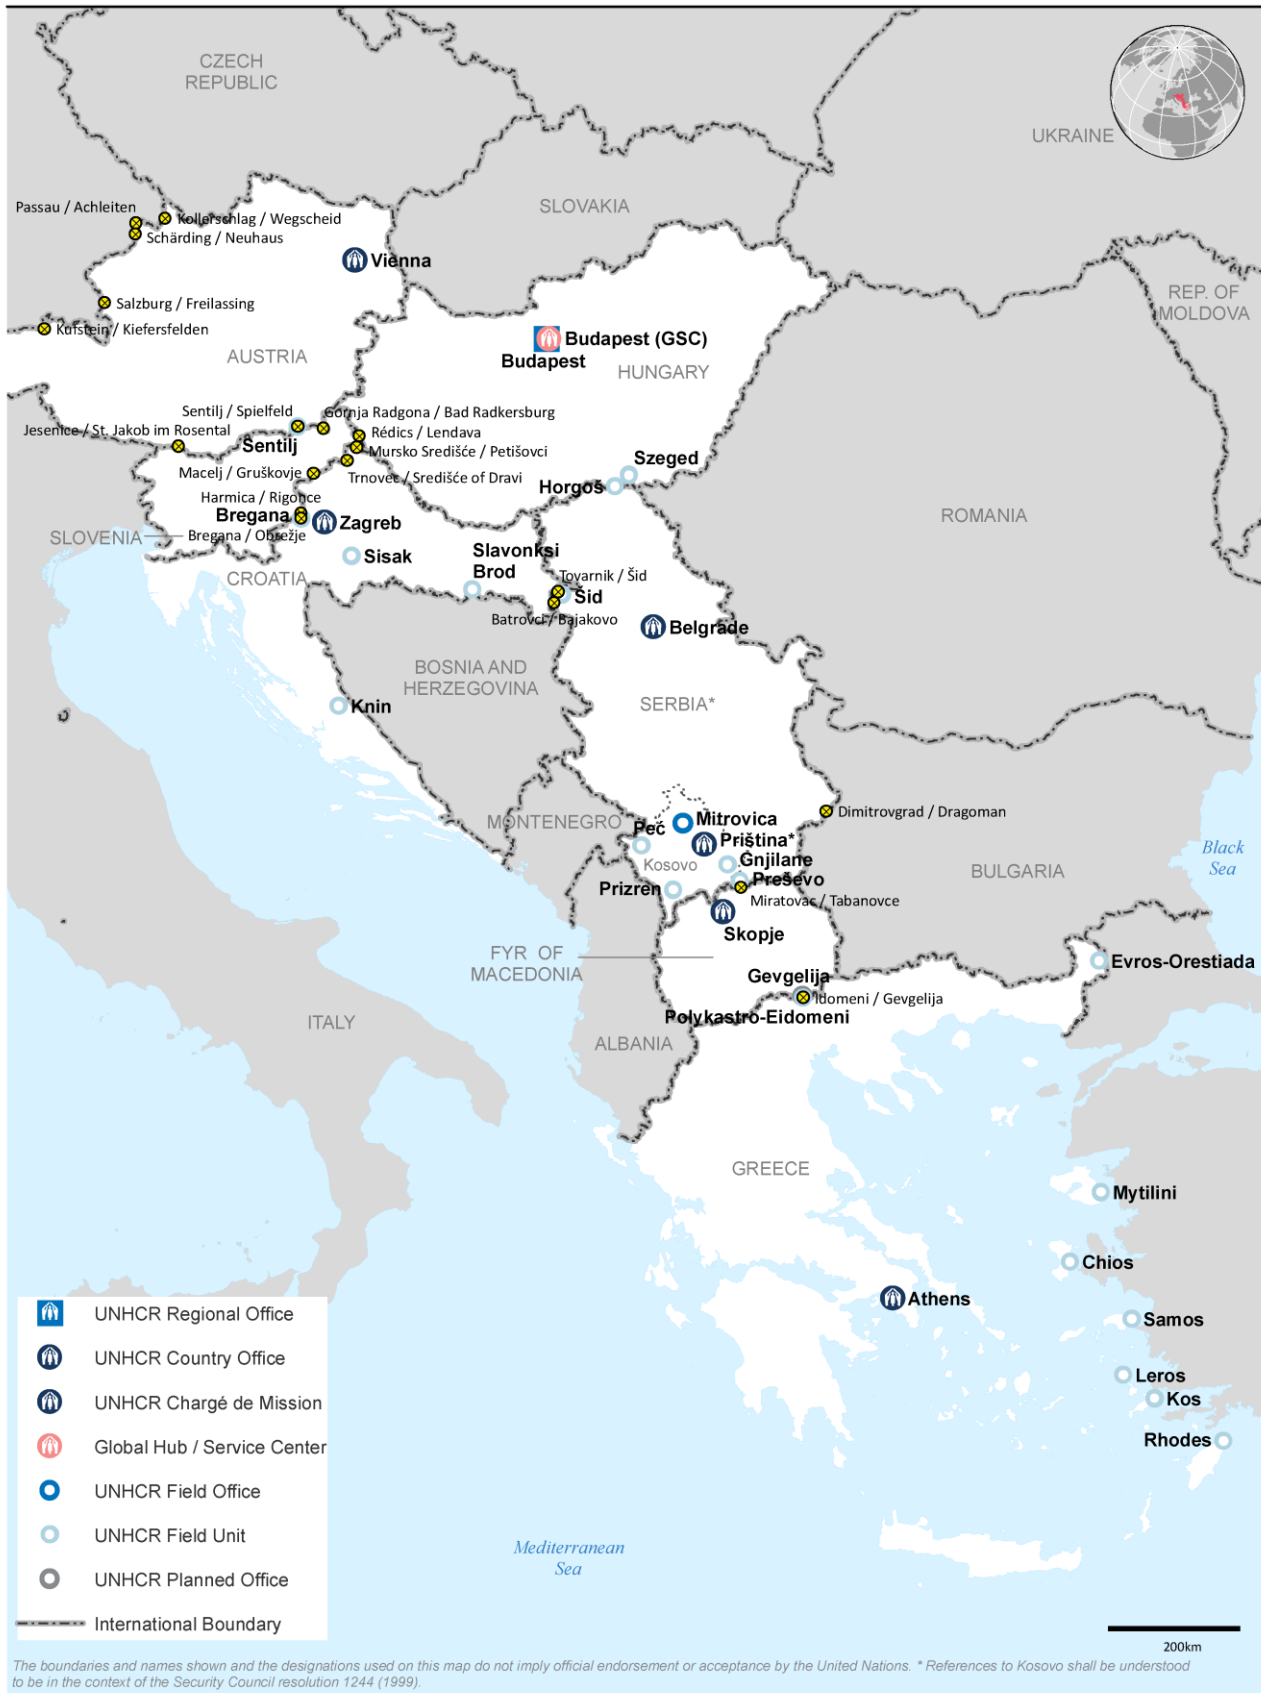 CZECH
REPUBLIC
UKRAINE
SLOVAKIA
Passau / Achleiten
Kollerschlag / Wegscheid
Schärding / Neuhaus
Vienna
REP. OF
MOLDOVA
Salzburg / Freilassing
Kufstein / Kiefersfelden
Budapest (GSC)
Budapest
AUSTRIA
HUNGARY
Sentilj / Spielfeld
Gornja Radgona / Bad Radkersburg
Jesenice / St. Jakob im Rosental
Rédics / Lendava
Sentilj
Mursko Središće / Petišovci
Szeged
Macelj / Gruškovje
Trnovec / Središće of Dravi
Horgoš
Harmica / Rigonce
Bregana
Zagreb
ROMANIA
SLOVENIA
Bregana / Obrežje
Sisak
Slavonksi
Brod
CROATIA
Tovarnik / Šid
Šid
Batrovci / Bajakovo
Belgrade
BOSNIA AND
HERZEGOVINA
SERBIA*
Knin
Dimitrovgrad / Dragoman
MONTENEGRO
Mitrovica
Peć
Priština*
Black
Sea
Kosovo
Gnjilane
BULGARIA
Prizren
Preševo
Miratovac / Tabanovce
Skopje
FYR OF
MACEDONIA
Evros-Orestiada
Gevgelija
Idomeni / Gevgelija
Polykastro-Eidomeni
ITALY
ALBANIA
GREECE
Mytilini
Chios
Athens
Samos
Leros
Kos
Rhodes
UNHCR Regional Office
UNHCR Country Office
UNHCR Chargé de Mission
Global Hub / Service Center
UNHCR Field Office
UNHCR Field Unit
UNHCR Planned Office
International Boundary
Mediterranean
Sea
200km
The boundaries and names shown and the designations used on this map do not imply official endorsement or acceptance by the United Nations. * References to Kosovo shall be understood
to be in the context of the Security Council resolution 1244 (1999).